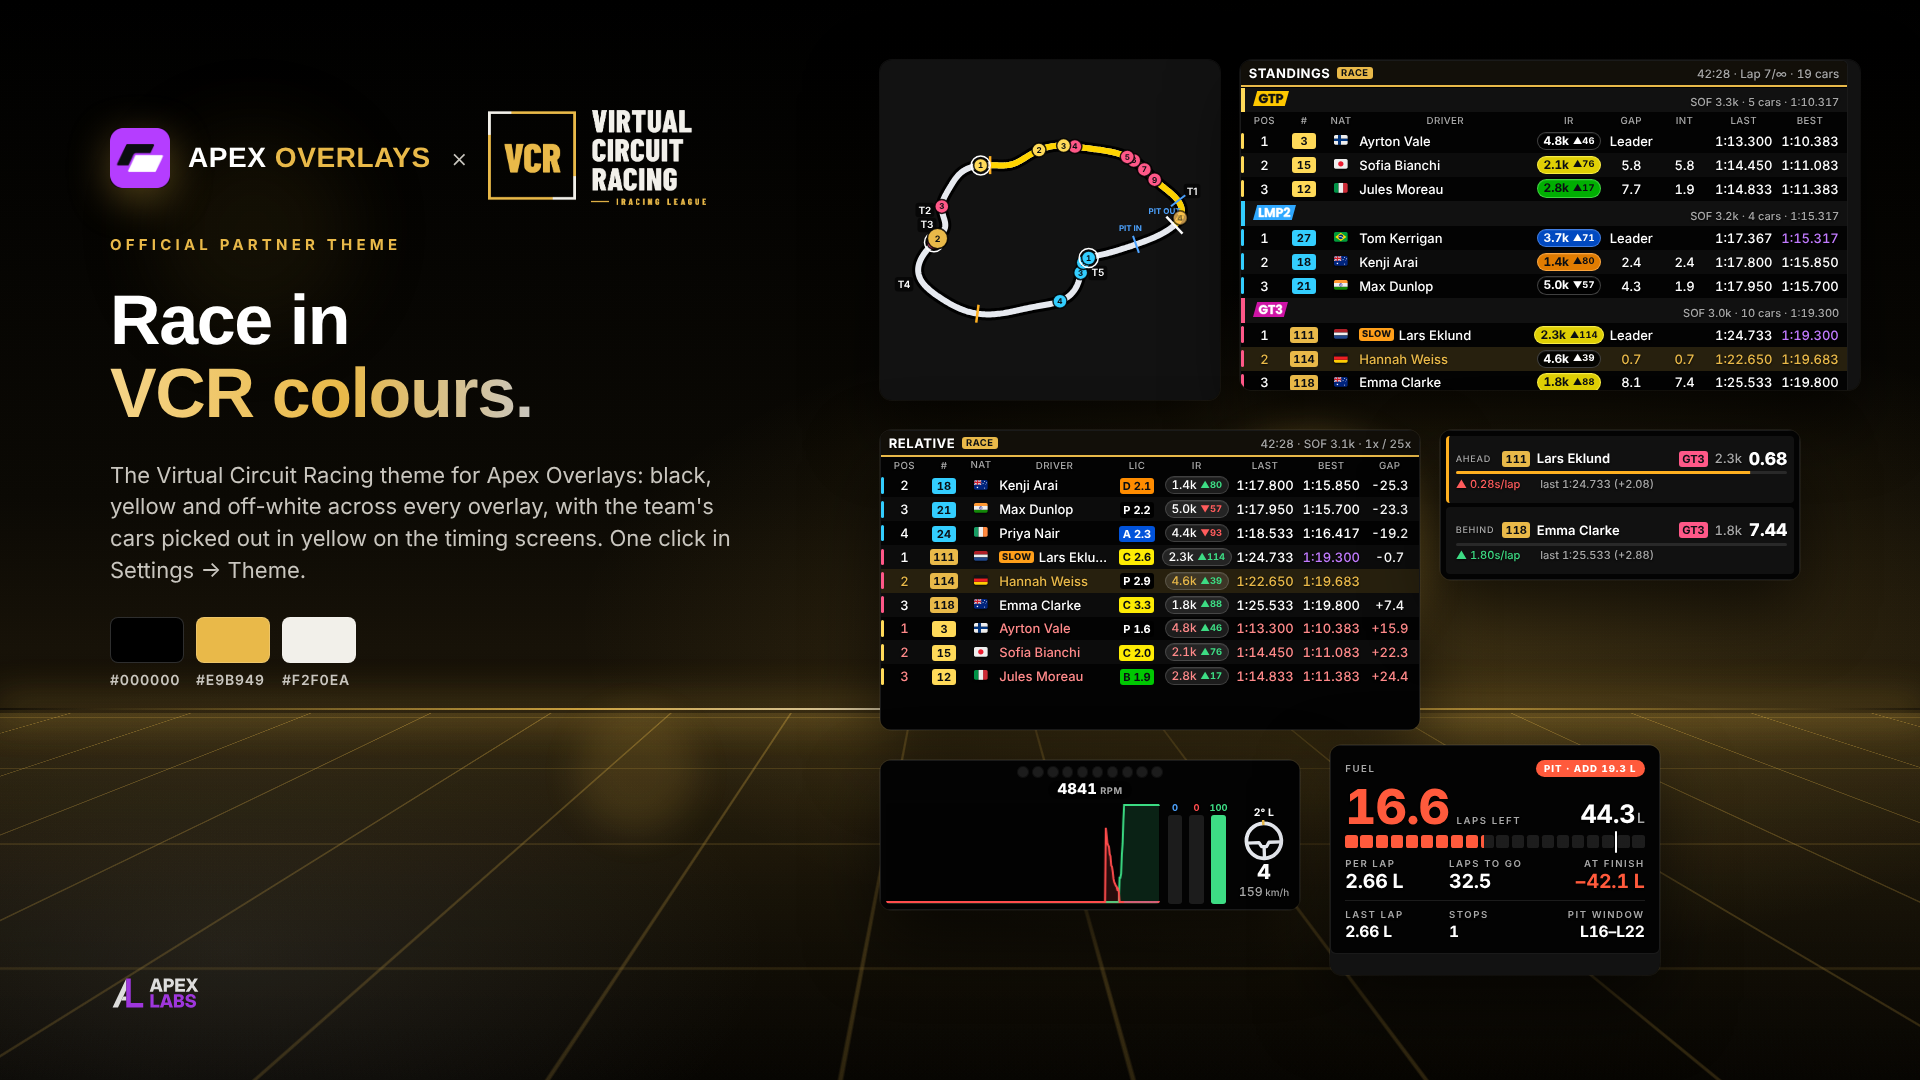 APEX OVERLAYS × VCR VIRTUAL CIRCUIT RACING
IRACING LEAGUE
OFFICIAL PARTNER THEME
Race in
VCR colours.
The Virtual Circuit Racing theme for Apex Overlays: black,
yellow and off-white across every overlay, with the team's
cars picked out in yellow on the timing screens. One click in
Settings → Theme.
#000000 #E9B949 #F2F0EA
APEX
LABS
1 2 3 4 5 7 9
T1
PIT OUT
PIT IN
T2 3
T3 2
T4
T5
1
3
4
STANDINGS RACE 42:28 · Lap 7/∞ · 19 cars
GTP SOF 3.3k · 5 cars · 1:10.317
POS # NAT DRIVER IR GAP INT LAST BEST
1 3 Ayrton Vale 4.8k ▲46 Leader 1:13.300 1:10.383
2 15 Sofia Bianchi 2.1k ▲76 5.8 5.8 1:14.450 1:11.083
3 12 Jules Moreau 2.8k ▲17 7.7 1.9 1:14.833 1:11.383
LMP2 SOF 3.2k · 4 cars · 1:15.317
1 27 Tom Kerrigan 3.7k ▲71 Leader 1:17.367 1:15.317
2 18 Kenji Arai 1.4k ▲80 2.4 2.4 1:17.800 1:15.850
3 21 Max Dunlop 5.0k ▼57 4.3 1.9 1:17.950 1:15.700
GT3 SOF 3.0k · 10 cars · 1:19.300
1 111 SLOW Lars Eklund 2.3k ▲114 Leader 1:24.733 1:19.300
2 114 Hannah Weiss 4.6k ▲39 0.7 0.7 1:22.650 1:19.683
3 118 Emma Clarke 1.8k ▲88 8.1 7.4 1:25.533 1:19.800
RELATIVE RACE 42:28 · SOF 3.1k · 1x / 25x
POS # NAT DRIVER LIC IR LAST BEST GAP
2 18 Kenji Arai D 2.1 1.4k ▲80 1:17.800 1:15.850 -25.3
3 21 Max Dunlop P 2.2 5.0k ▼57 1:17.950 1:15.700 -23.3
4 24 Priya Nair A 2.3 4.4k ▼93 1:18.533 1:16.417 -19.2
1 111 SLOW Lars Eklu... C 2.6 2.3k ▲114 1:24.733 1:19.300 -0.7
2 114 Hannah Weiss P 2.9 4.6k ▲39 1:22.650 1:19.683
3 118 Emma Clarke C 3.3 1.8k ▲88 1:25.533 1:19.800 +7.4
1 3 Ayrton Vale P 1.6 4.8k ▲46 1:13.300 1:10.383 +15.9
2 15 Sofia Bianchi C 2.0 2.1k ▲76 1:14.450 1:11.083 +22.3
3 12 Jules Moreau B 1.9 2.8k ▲17 1:14.833 1:11.383 +24.4
AHEAD 111 Lars Eklund GT3 2.3k 0.68
▲ 0.28s/lap last 1:24.733 (+2.08)
BEHIND 118 Emma Clarke GT3 1.8k 7.44
▲ 1.80s/lap last 1:25.533 (+2.88)
4841 RPM
0 0 100
2° L
4
159 km/h
FUEL PIT · ADD 19.3 L
16.6 LAPS LEFT 44.3 L
PER LAP LAPS TO GO AT FINISH
2.66 L 32.5 −42.1 L
LAST LAP STOPS PIT WINDOW
2.66 L 1 L16–L22